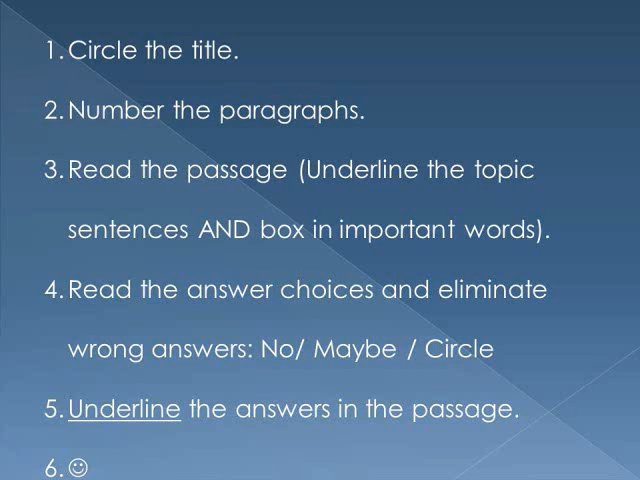 1. Circle the title.
2. Number the paragraphs.
3. Read the passage (Underline the topic
sentences AND box in important words).
4. Read the answer choices and eliminate
wrong answers: No/ Maybe / Circle
5. Underline the answers in the passage.
6. ☺